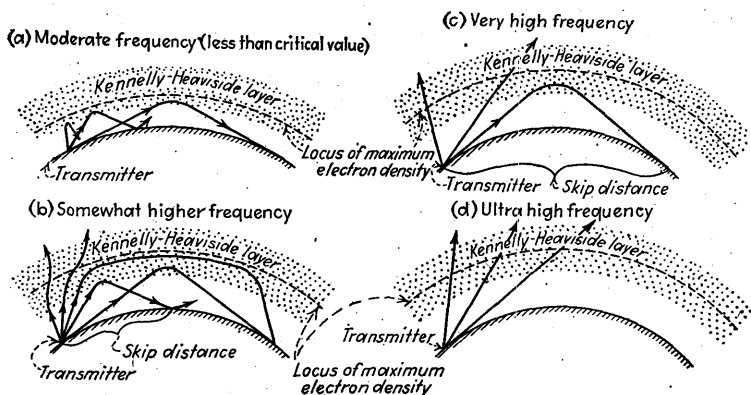 (a) Moderate frequency (less than critical value)
Kennelly-Heaviside layer
Transmitter
Locus of maximum
electron density
(b) Somewhat higher frequency
Kennelly-Heaviside layer
Skip distance
Transmitter
Locus of maximum
electron density
(c) Very high frequency
Kennelly-Heaviside layer
Transmitter
Skip distance
(d) Ultra high frequency
Kennelly-Heaviside layer
Transmitter